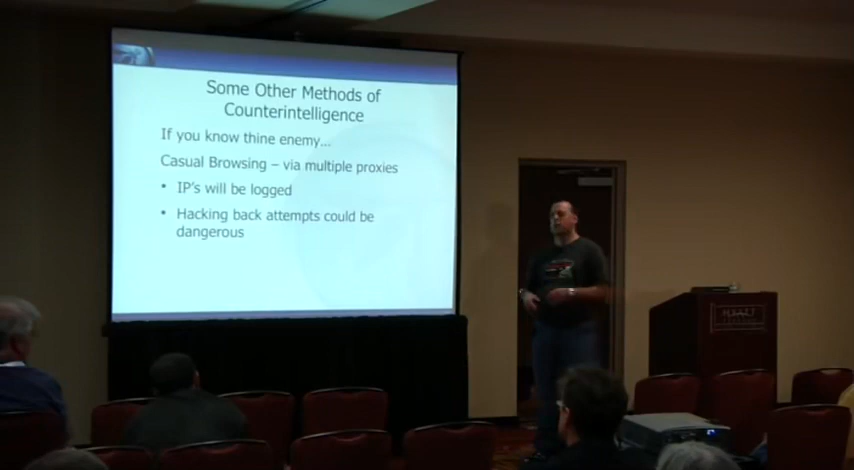 Some Other Methods of
Counterintelligence
If you know thine enemy...
Casual Browsing – via multiple proxies
• IP's will be logged
• Hacking back attempts could be
dangerous
HYATT